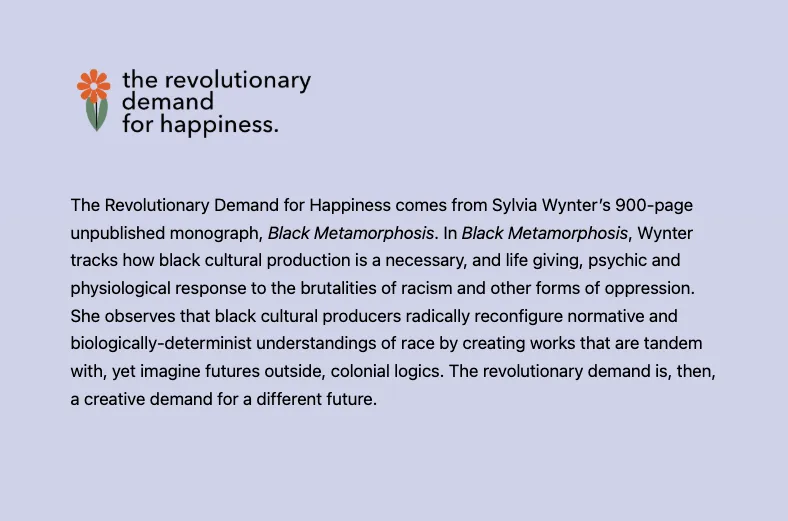 the revolutionary
demand
for happiness.
The Revolutionary Demand for Happiness comes from Sylvia Wynter’s 900-page
unpublished monograph, Black Metamorphosis. In Black Metamorphosis, Wynter
tracks how black cultural production is a necessary, and life giving, psychic and
physiological response to the brutalities of racism and other forms of oppression.
She observes that black cultural producers radically reconfigure normative and
biologically-determinist understandings of race by creating works that are tandem
with, yet imagine futures outside, colonial logics. The revolutionary demand is, then,
a creative demand for a different future.